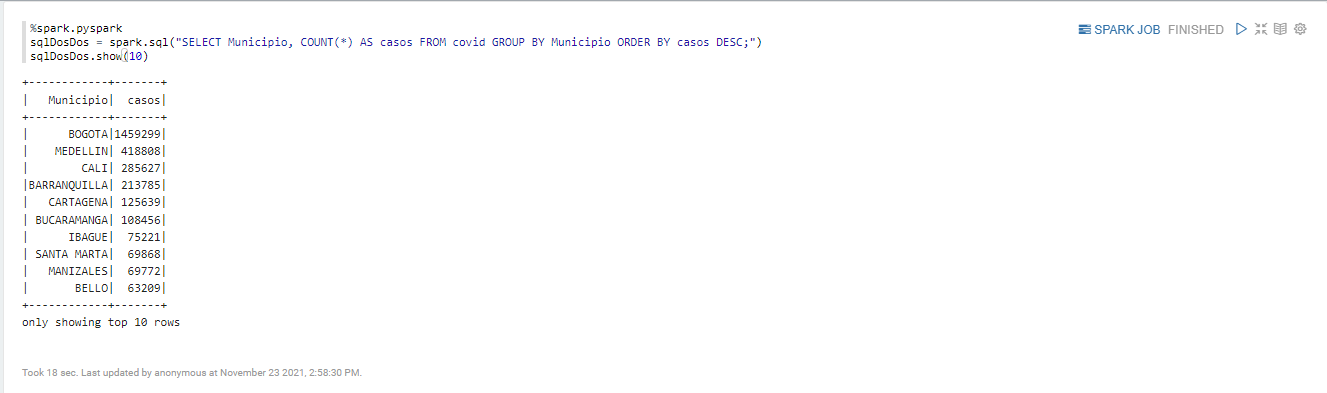 %spark.pyspark
sqlDosDos = spark.sql("SELECT Municipio, COUNT(*) AS casos FROM covid GROUP BY Municipio ORDER BY casos DESC;")
sqlDosDos.show(10)
SPARK JOB FINISHED
+------------+-------+
|   Municipio|  casos|
+------------+-------+
|      BOGOTA|1459299|
|    MEDELLIN| 418808|
|        CALI| 285627|
|BARRANQUILLA| 213785|
|   CARTAGENA| 125639|
| BUCARAMANGA| 108456|
|      IBAGUE|  75221|
| SANTA MARTA|  69868|
|   MANIZALES|  69772|
|       BELLO|  63209|
+------------+-------+
only showing top 10 rows
Took 18 sec. Last updated by anonymous at November 23 2021, 2:58:30 PM.